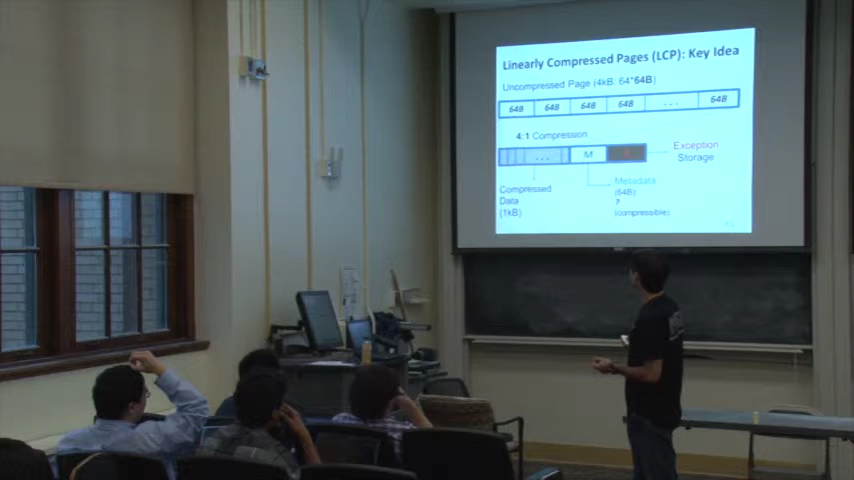 Linearly Compressed Pages (LCP): Key Idea
Uncompressed Page (4kB: 64*64B)
64B 64B 64B 64B ... 64B
4:1 Compression
... M
Exception
Storage
Compressed
Data
(1kB)
Metadata
(64B)
?
(compressible)